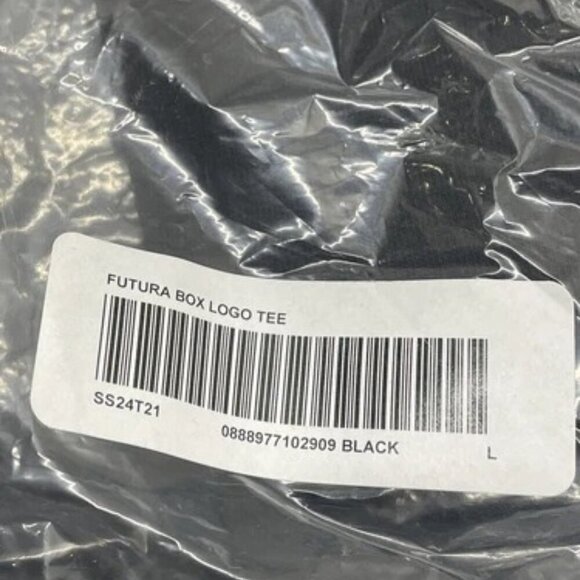 FUTURA BOX LOGO TEE
SS24T21
0888977102909 BLACK
L